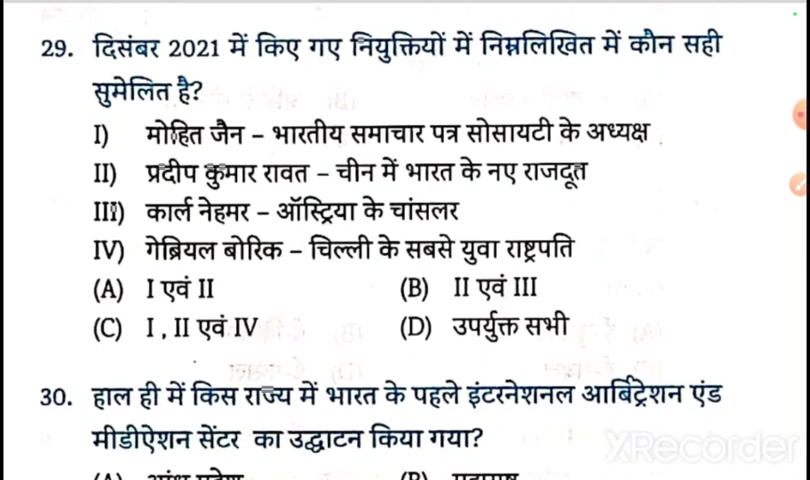 29. दिसंबर 2021 में किए गए नियुक्तियों में निम्नलिखित में कौन सही
सुमेलित है?
I) मोहित जैन – भारतीय समाचार पत्र सोसायटी के अध्यक्ष
II) प्रदीप कुमार रावत – चीन में भारत के नए राजदूत
III) कार्ल नेहमर – ऑस्ट्रिया के चांसलर
IV) गेब्रियल बोरिक – चिल्ली के सबसे युवा राष्ट्रपति
(A) I एवं II (B) II एवं III
(C) I , II एवं IV (D) उपर्युक्त सभी
30. हाल ही में किस राज्य में भारत के पहले इंटरनेशनल आर्बिट्रेशन एंड
मीडीऐशन सेंटर का उद्घाटन किया गया?
XRecorder